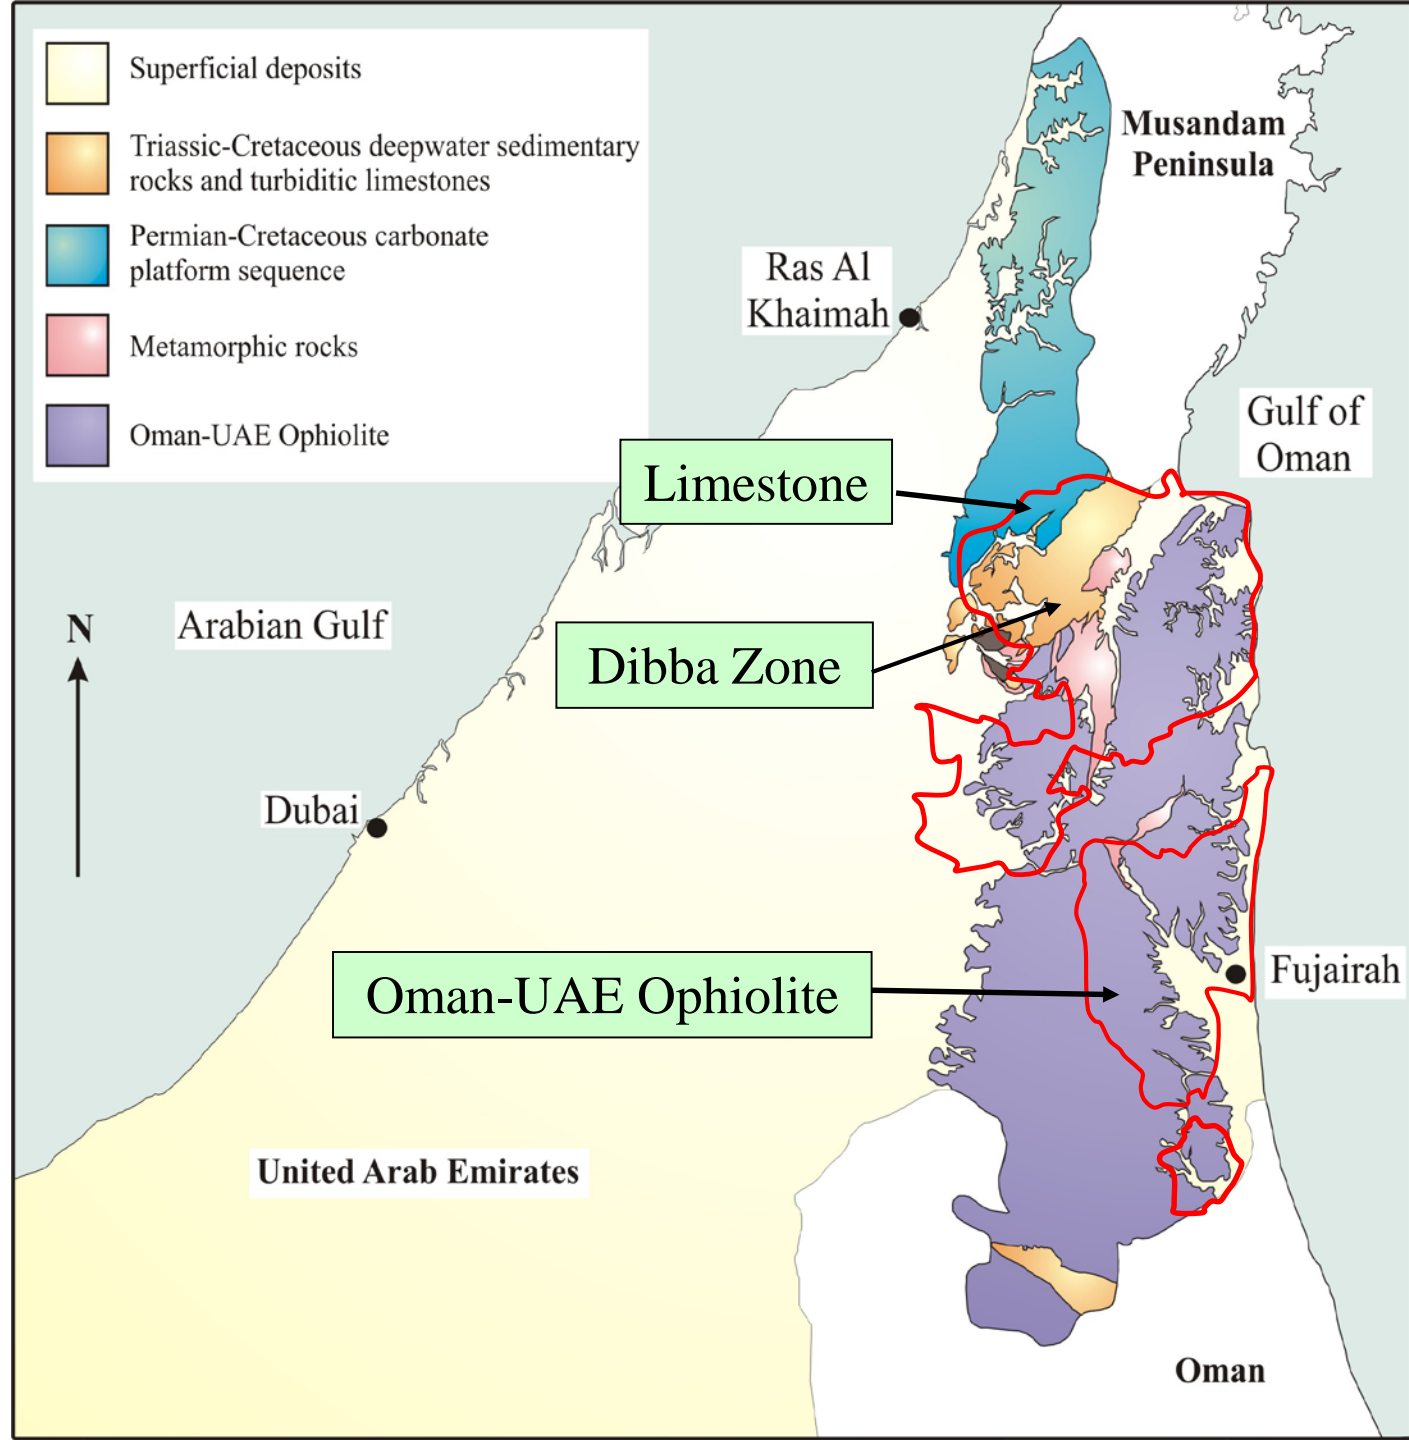 Superficial deposits
Triassic-Cretaceous deepwater sedimentary
rocks and turbiditic limestones
Permian-Cretaceous carbonate
platform sequence
Metamorphic rocks
Oman-UAE Ophiolite
Musandam
Peninsula
Ras Al
Khaimah
Gulf of
Oman
Limestone
N
Arabian Gulf
Dibba Zone
Dubai
Oman-UAE Ophiolite
Fujairah
United Arab Emirates
Oman